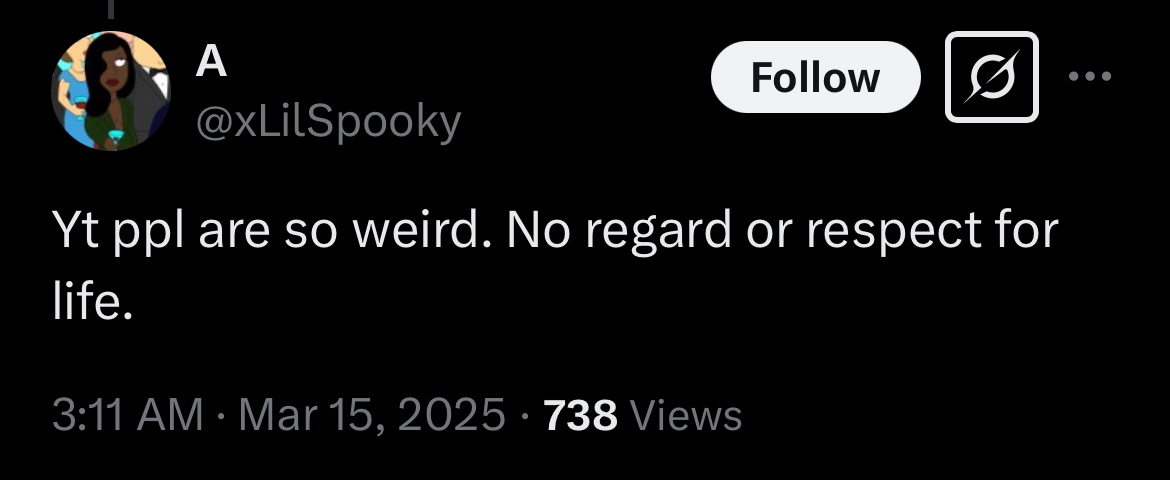 A
Follow
@xLilSpooky
Yt ppl are so weird. No regard or respect for
life.
3:11 AM · Mar 15, 2025 · 738 Views